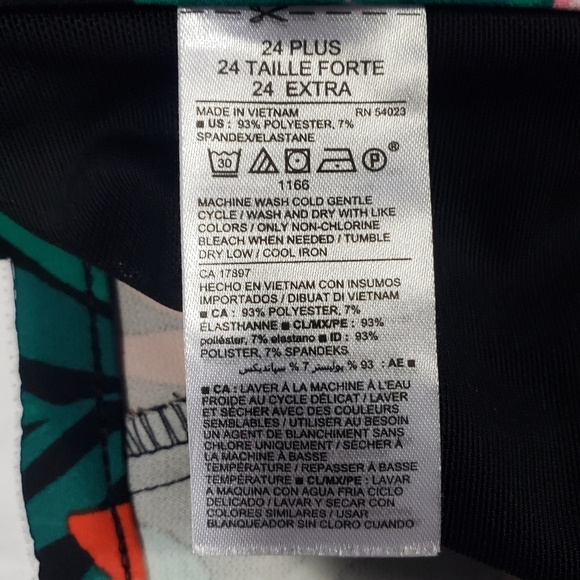 24 PLUS
24 TAILLE FORTE
24 EXTRA
MADE IN VIETNAM RN 54023
■ US : 93% POLYESTER, 7%
SPANDEX/ELASTANE
30 P ®
1166
MACHINE WASH COLD GENTLE
CYCLE / WASH AND DRY WITH LIKE
COLORS / ONLY NON-CHLORINE
BLEACH WHEN NEEDED / TUMBLE
DRY LOW / COOL IRON
CA 17897
HECHO EN VIETNAM CON INSUMOS
IMPORTADOS / DIBUAT DI VIETNAM
■ CA : 93% POLYESTER, 7%
ÉLASTHANNE ■ CL/MX/PE : 93%
poliéster, 7% elastano ■ ID : 93%
POLISTER, 7% SPANDEKS
■ AE : 93 % بوليستر 7 % سپاندیکس
■ CA : LAVER À LA MACHINE À L'EAU
FROIDE AU CYCLE DÉLICAT / LAVER
ET SÉCHER AVEC DES COULEURS
SEMBLABLES / UTILISER AU BESOIN
UN AGENT DE BLANCHIMENT SANS
CHLORE UNIQUEMENT / SÉCHER À
LA MACHINE À BASSE
TEMPÉRATURE / REPASSER À BASSE
TEMPÉRATURE ■ CL/MX/PE : LAVAR
A MAQUINA CON AGUA FRIA CICLO
DELICADO / LAVAR Y SECAR CON
COLORES SIMILARES / USAR
BLANQUEADOR SIN CLORO CUANDO